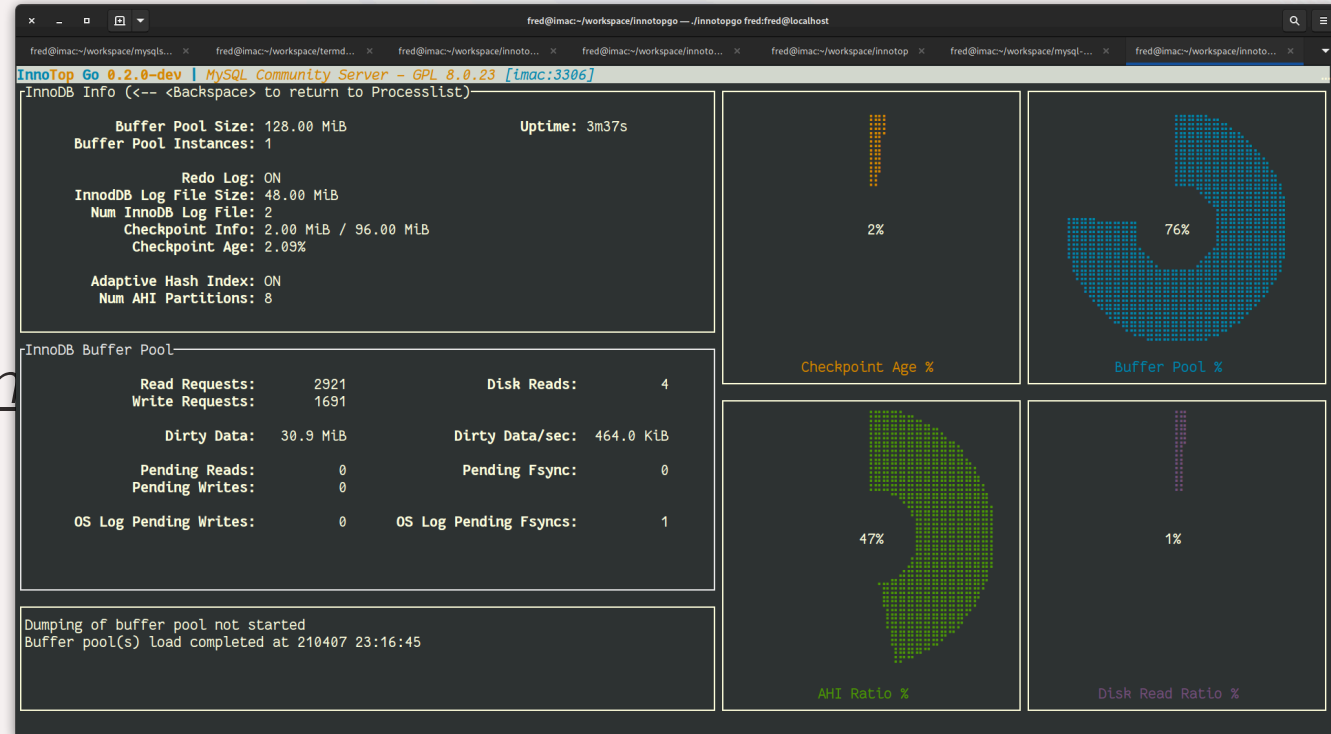 fred@imac:~/workspace/innotopgo — ./innotopgo fred:fred@localhost
fred@imac:~/workspace/mysqls... × fred@imac:~/workspace/termd... × fred@imac:~/workspace/innoto... × fred@imac:~/workspace/innoto... × fred@imac:~/workspace/innotop × fred@imac:~/workspace/mysql-... × fred@imac:~/workspace/innoto... ×
InnoTop Go 0.2.0-dev | MySQL Community Server - GPL 8.0.23 [imac:3306] ...
InnoDB Info (<-- <Backspace> to return to Processlist)
Buffer Pool Size: 128.00 MiB Uptime: 3m37s
Buffer Pool Instances: 1
Redo Log: ON
InnodDB Log File Size: 48.00 MiB
Num InnoDB Log File: 2
Checkpoint Info: 2.00 MiB / 96.00 MiB
Checkpoint Age: 2.09%
Adaptive Hash Index: ON
Num AHI Partitions: 8
2%
Checkpoint Age %
76%
Buffer Pool %
InnoDB Buffer Pool
Read Requests: 2921 Disk Reads: 4
Write Requests: 1691
Dirty Data: 30.9 MiB Dirty Data/sec: 464.0 KiB
Pending Reads: 0 Pending Fsync: 0
Pending Writes: 0
OS Log Pending Writes: 0 OS Log Pending Fsyncs: 1
47%
AHI Ratio %
1%
Disk Read Ratio %
Dumping of buffer pool not started
Buffer pool(s) load completed at 210407 23:16:45